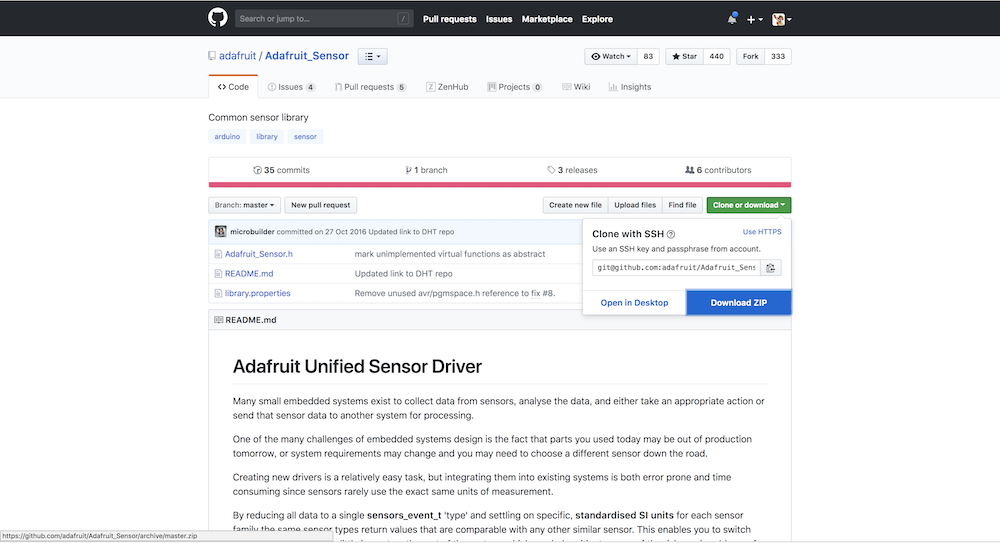 Search or jump to... /
Pull requests Issues Marketplace Explore
adafruit / Adafruit_Sensor
Watch 83 Star 440 Fork 333
Code Issues 4 Pull requests 5 ZenHub Projects 0 Wiki Insights
Common sensor library
arduino library sensor
35 commits 1 branch 3 releases 6 contributors
Branch: master New pull request Create new file Upload files Find file Clone or download
microbuilder committed on 27 Oct 2016 Updated link to DHT repo
Adafruit_Sensor.h mark unimplemented virtual functions as abstract
README.md Updated link to DHT repo
library.properties Remove unused avr/pgmspace.h reference to fix #8.
Clone with SSH ? Use HTTPS
Use an SSH key and passphrase from account.
git@github.com:adafruit/Adafruit_Sens
Open in Desktop Download ZIP
README.md
Adafruit Unified Sensor Driver
Many small embedded systems exist to collect data from sensors, analyse the data, and either take an appropriate action or
send that sensor data to another system for processing.
One of the many challenges of embedded systems design is the fact that parts you used today may be out of production
tomorrow, or system requirements may change and you may need to choose a different sensor down the road.
Creating new drivers is a relatively easy task, but integrating them into existing systems is both error prone and time
consuming since sensors rarely use the exact same units of measurement.
By reducing all data to a single sensors_event_t 'type' and settling on specific, standardised SI units for each sensor
family the same sensor types return values that are comparable with any other similar sensor. This enables you to switch
https://github.com/adafruit/Adafruit_Sensor/archive/master.zip